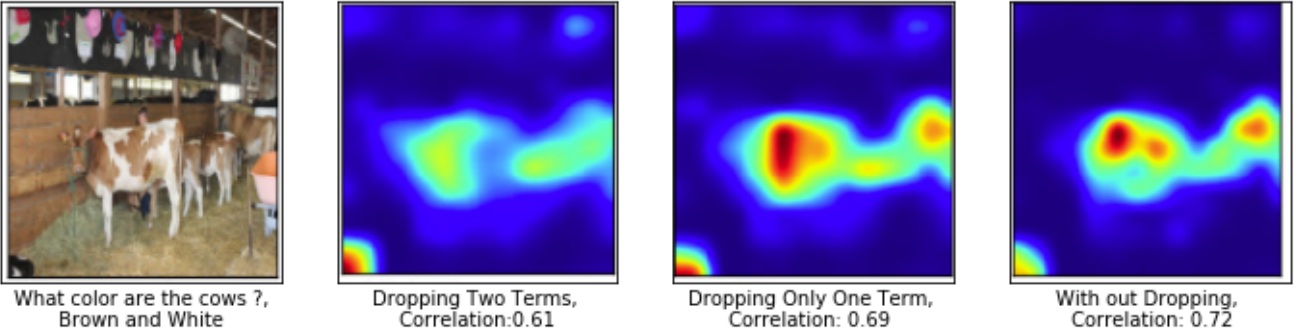 What color are the cows ?,
Brown and White
Dropping Two Terms,
Correlation:0.61
Dropping Only One Term,
Correlation: 0.69
With out Dropping,
Correlation: 0.72